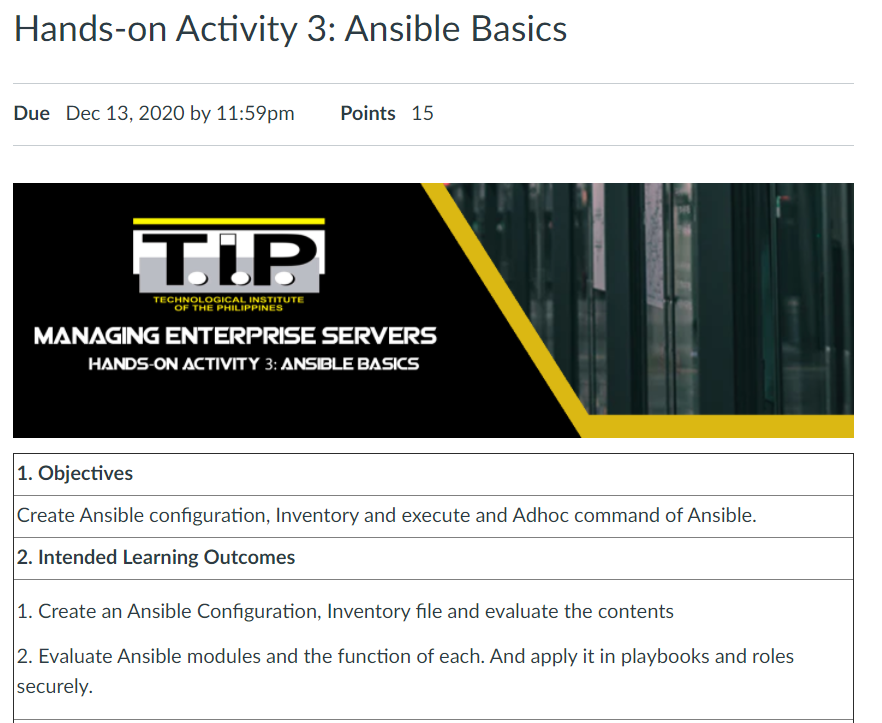 Hands-on Activity 3: Ansible Basics
Due Dec 13, 2020 by 11:59pm Points 15
T.I.P
TECHNOLOGICAL INSTITUTE
OF THE PHILIPPINES
MANAGING ENTERPRISE SERVERS
HANDS-ON ACTIVITY 3: ANSIBLE BASICS
1. Objectives
Create Ansible configuration, Inventory and execute and Adhoc command of Ansible.
2. Intended Learning Outcomes
1. Create an Ansible Configuration, Inventory file and evaluate the contents
2. Evaluate Ansible modules and the function of each. And apply it in playbooks and roles
securely.